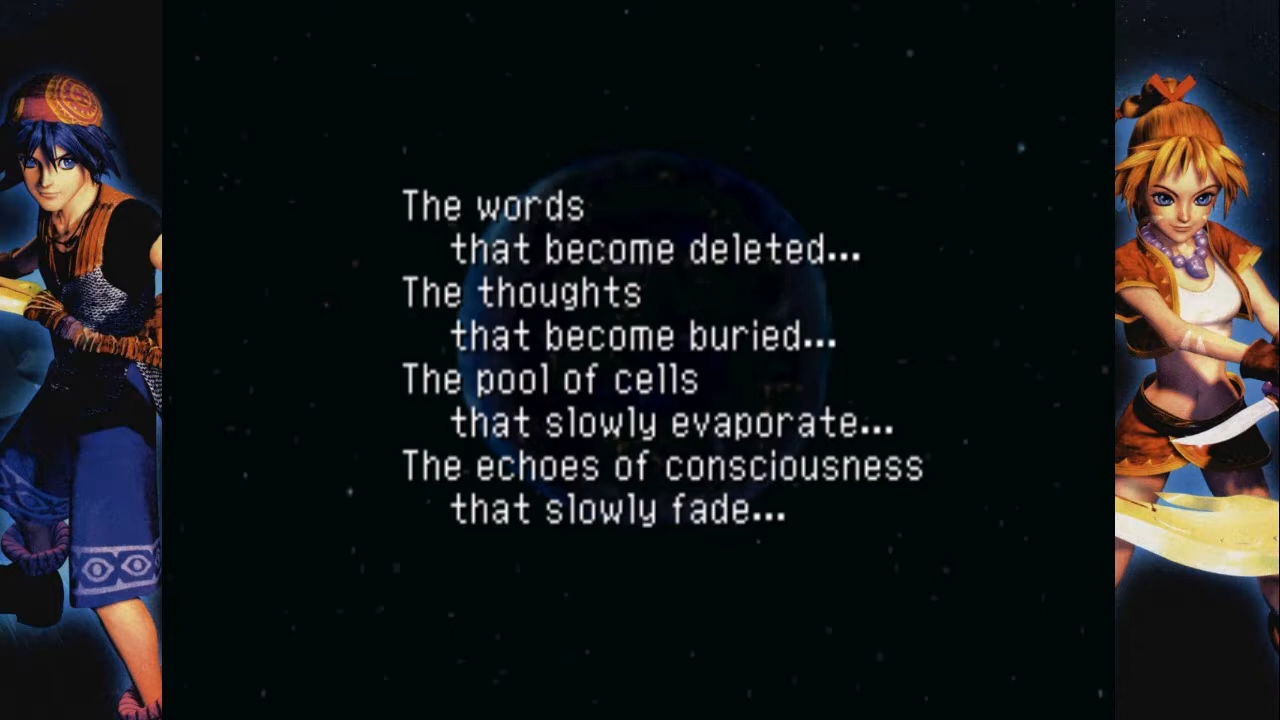 The words
that become deleted...
The thoughts
that become buried...
The pool of cells
that slowly evaporate...
The echoes of consciousness
that slowly fade...